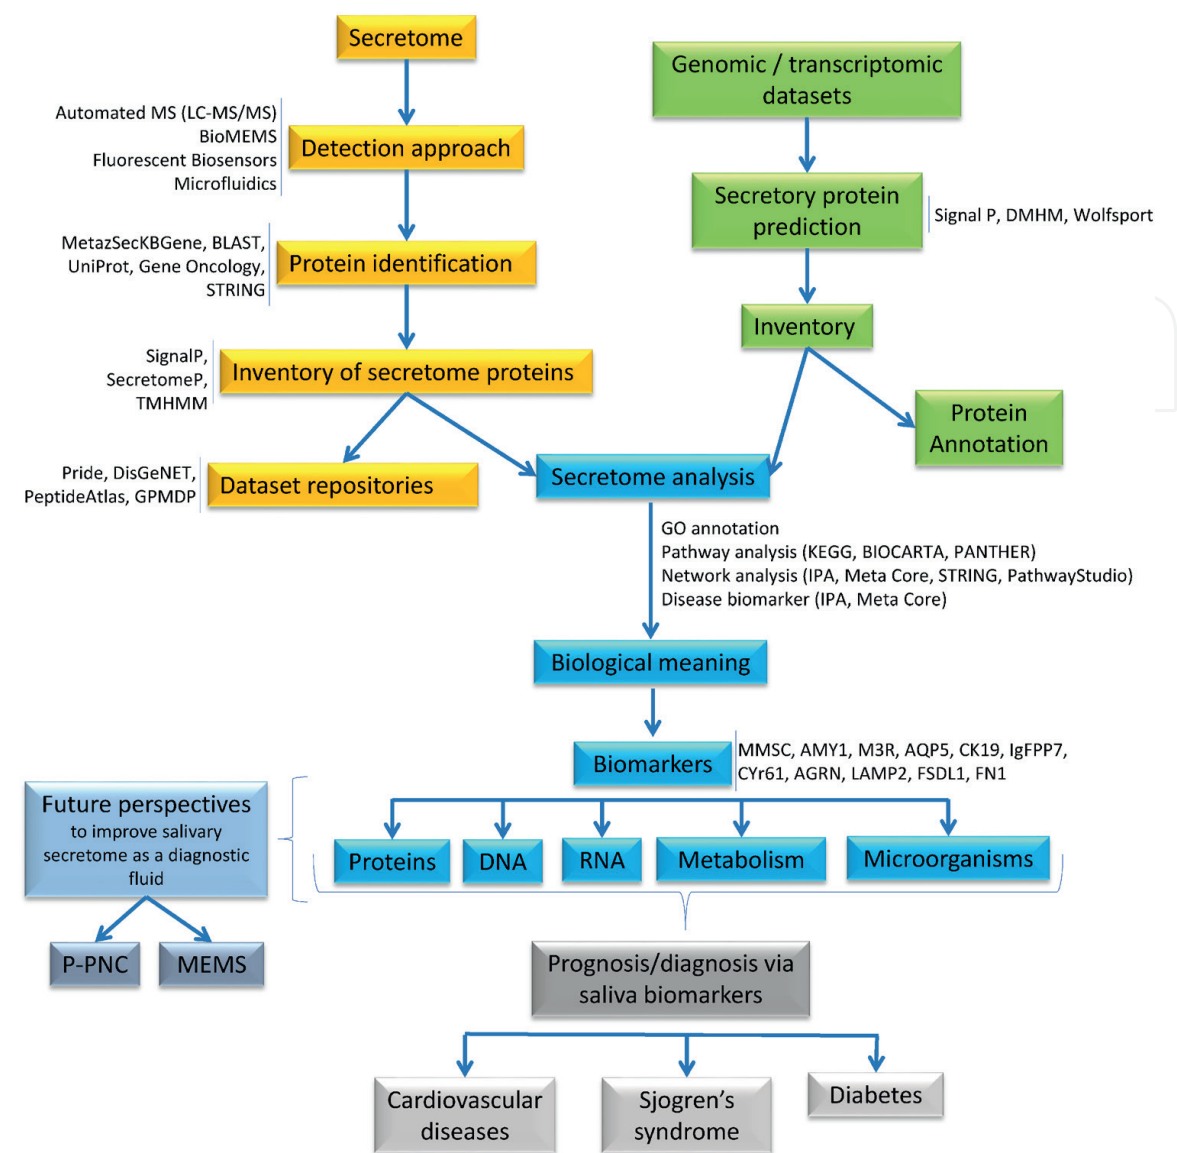 Secretome
Genomic / transcriptomic
datasets
Automated MS (LC-MS/MS)
BioMEMS
Fluorescent Biosensors
Microfluidics
Detection approach
Secretory protein
prediction
Signal P, DMHM, Wolfsport
MetazSecKBGene, BLAST,
UniProt, Gene Oncology,
STRING
Protein identification
Inventory
SignalP,
SecretomeP,
TMHMM
Inventory of secretome proteins
Protein
Annotation
Pride, DisGeNET,
PeptideAtlas, GPMDP
Dataset repositories
Secretome analysis
GO annotation
Pathway analysis (KEGG, BIOCARTA, PANTHER)
Network analysis (IPA, Meta Core, STRING, PathwayStudio)
Disease biomarker (IPA, Meta Core)
Biological meaning
Biomarkers
MMSC, AMY1, M3R, AQP5, CK19, IgFPP7,
CYr61, AGRN, LAMP2, FSDL1, FN1
Future perspectives
to improve salivary
secretome as a diagnostic
fluid
Proteins
DNA
RNA
Metabolism
Microorganisms
P-PNC
MEMS
Prognosis/diagnosis via
saliva biomarkers
Cardiovascular
diseases
Sjogren's
syndrome
Diabetes